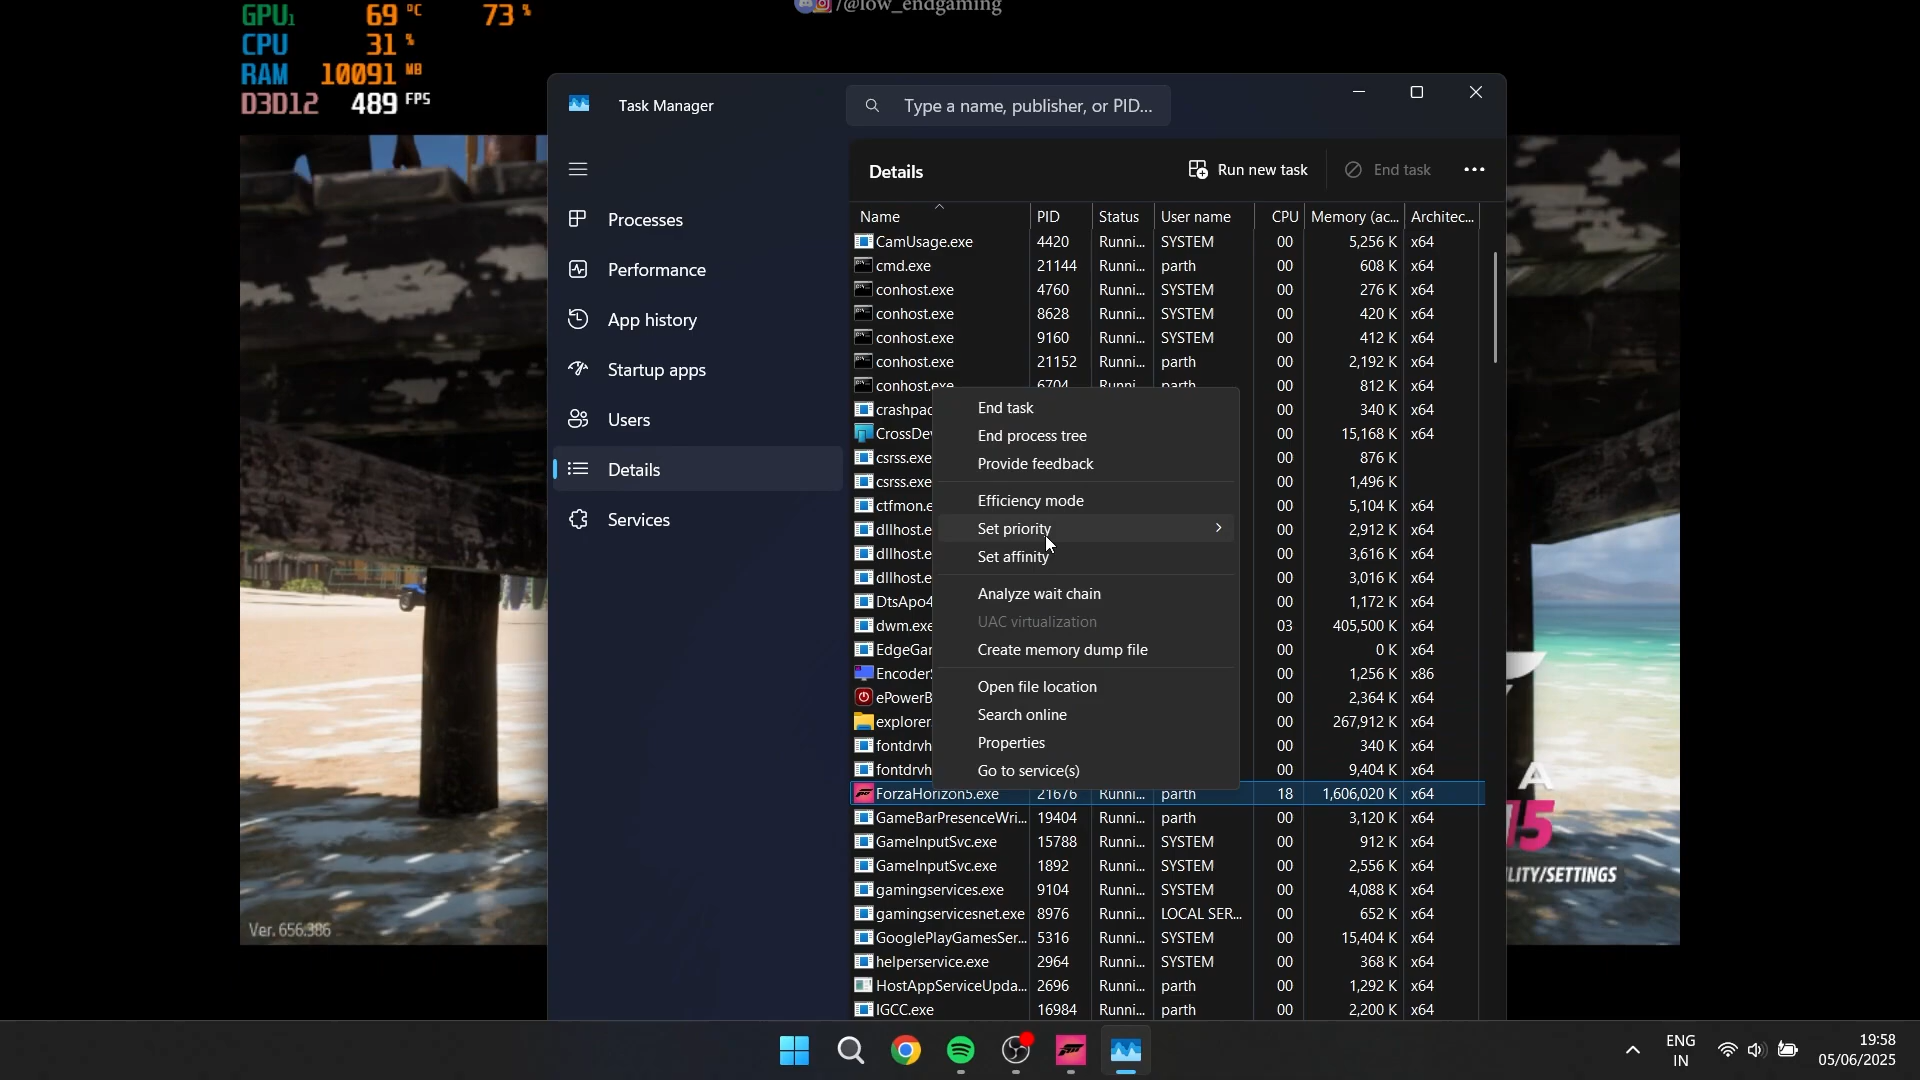 GPU1 69 °C 73 %
CPU 31 %
RAM 10091 MB
D3D12 489 FPS
/@low_endgaming
Task Manager
Type a name, publisher, or PID...
Processes
Performance
App history
Startup apps
Users
Details
Services
Details
Run new task
End task
Name PID Status User name CPU Memory (ac... Architec...
CamUsage.exe 4420 Runni... SYSTEM 00 5,256 K x64
cmd.exe 21144 Runni... parth 00 608 K x64
conhost.exe 4760 Runni... SYSTEM 00 276 K x64
conhost.exe 8628 Runni... SYSTEM 00 420 K x64
conhost.exe 9160 Runni... SYSTEM 00 412 K x64
conhost.exe 21152 Runni... parth 00 2,192 K x64
conhost.exe 6704 Runni... parth 00 812 K x64
crashpac 00 340 K x64
CrossDev 00 15,168 K x64
csrss.exe 00 876 K
csrss.exe 00 1,496 K
ctfmon.e 00 5,104 K x64
dllhost.e 00 2,912 K x64
dllhost.e 00 3,616 K x64
dllhost.e 00 3,016 K x64
DtsApo4 00 1,172 K x64
dwm.exe 03 405,500 K x64
EdgeGar 00 0 K x64
Encoder 00 1,256 K x86
ePowerB 00 2,364 K x64
explorer. 00 267,912 K x64
fontdrvh 00 340 K x64
fontdrvh 00 9,404 K x64
ForzaHorizon5.exe 21676 Runni... parth 18 1,606,020 K x64
GameBarPresenceWri... 19404 Runni... parth 00 3,120 K x64
GameInputSvc.exe 15788 Runni... SYSTEM 00 912 K x64
GameInputSvc.exe 1892 Runni... SYSTEM 00 2,556 K x64
gamingservices.exe 9104 Runni... SYSTEM 00 4,088 K x64
gamingservicesnet.exe 8976 Runni... LOCAL SER... 00 652 K x64
GooglePlayGamesSer... 5316 Runni... SYSTEM 00 15,404 K x64
helperservice.exe 2964 Runni... SYSTEM 00 368 K x64
HostAppServiceUpda... 2696 Runni... parth 00 1,292 K x64
IGCC.exe 16984 Runni... parth 00 2,200 K x64
End task
End process tree
Provide feedback
Efficiency mode
Set priority
Set affinity
Analyze wait chain
UAC virtualization
Create memory dump file
Open file location
Search online
Properties
Go to service(s)
A
15
LITY/SETTINGS
Ver. 656.386
ENG
IN
19:58
05/06/2025